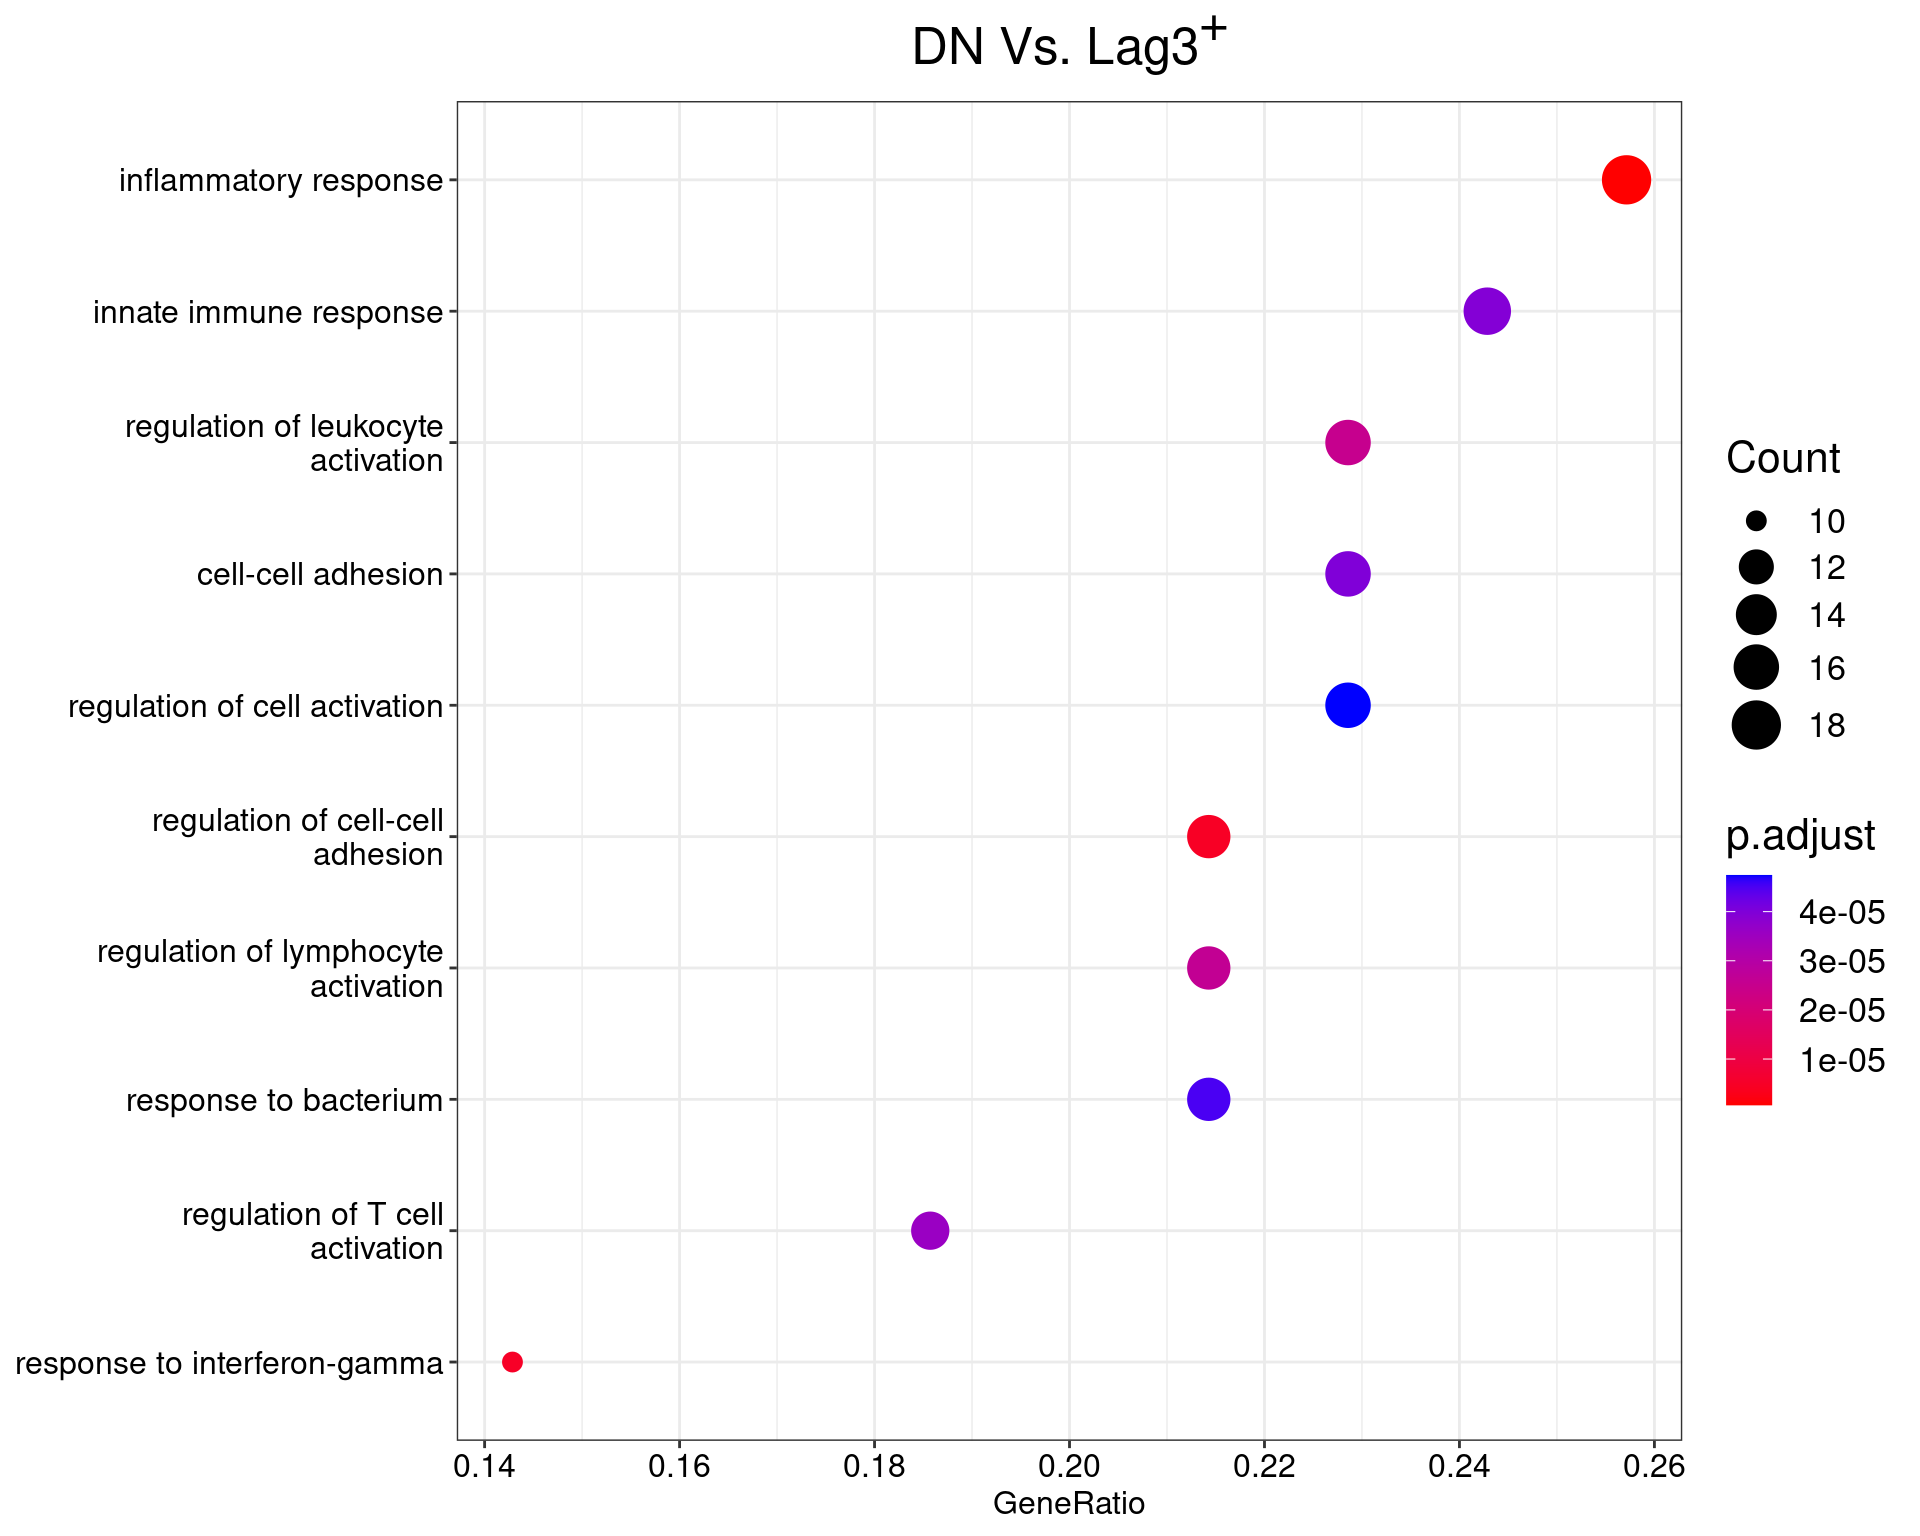 DN Vs. Lag3+
inflammatory response
innate immune response
regulation of leukocyte
activation
cell-cell adhesion
regulation of cell activation
regulation of cell-cell
adhesion
regulation of lymphocyte
activation
response to bacterium
regulation of T cell
activation
response to interferon-gamma
0.14 0.16 0.18 0.20 0.22 0.24 0.26
GeneRatio
Count
10
12
14
16
18
p.adjust
4e-05
3e-05
2e-05
1e-05